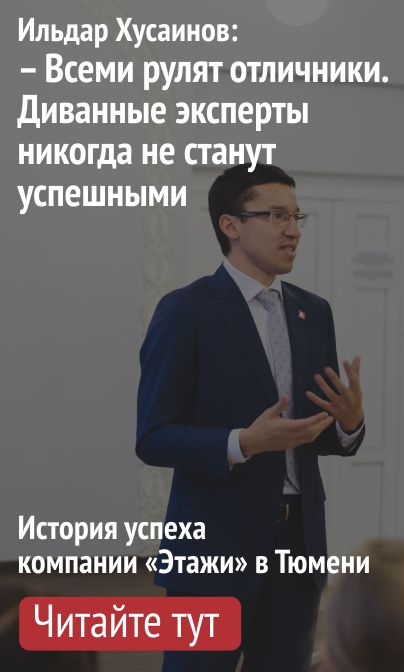 Ильдар Хусаинов:
– Всеми рулят отличники.
Диванные эксперты
никогда не станут
успешными
История успеха
компании «Этажи» в Тюмени
Читайте тут